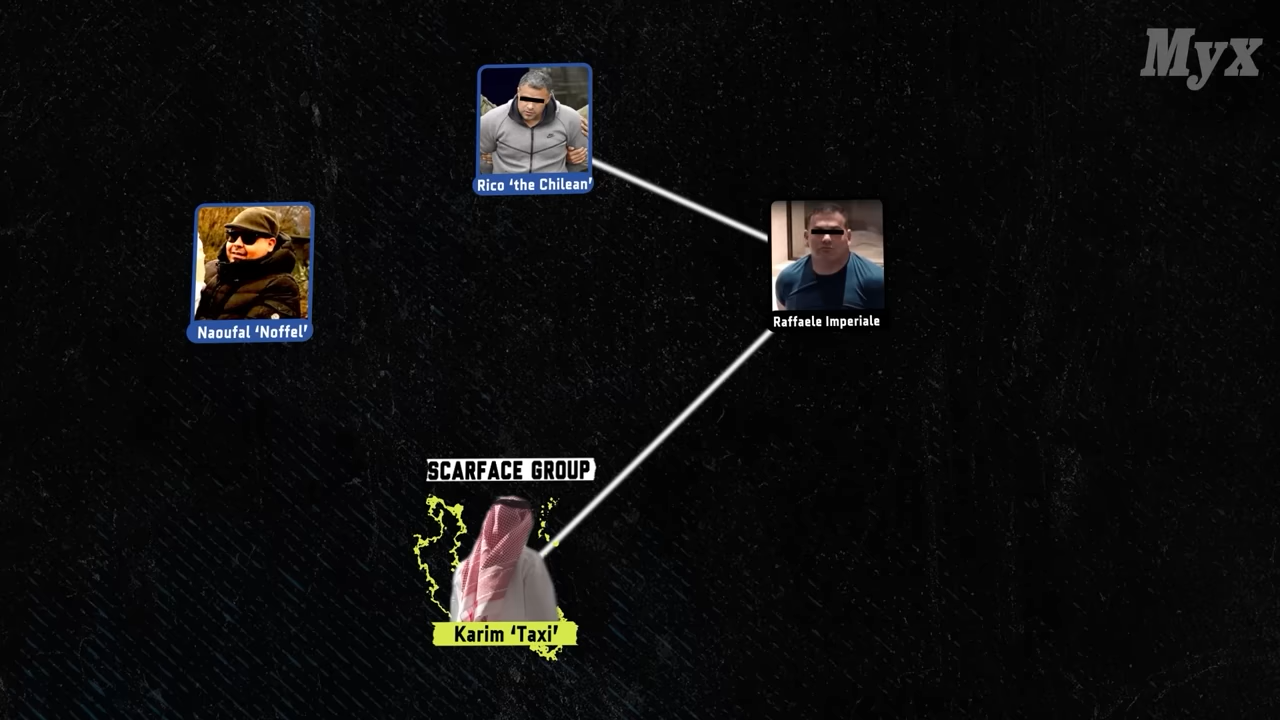 Myx
Rico ‘the Chilean’
Naoufal ‘Noffel’
Raffaele Imperiale
SCARFACE GROUP
Karim ‘Taxi’